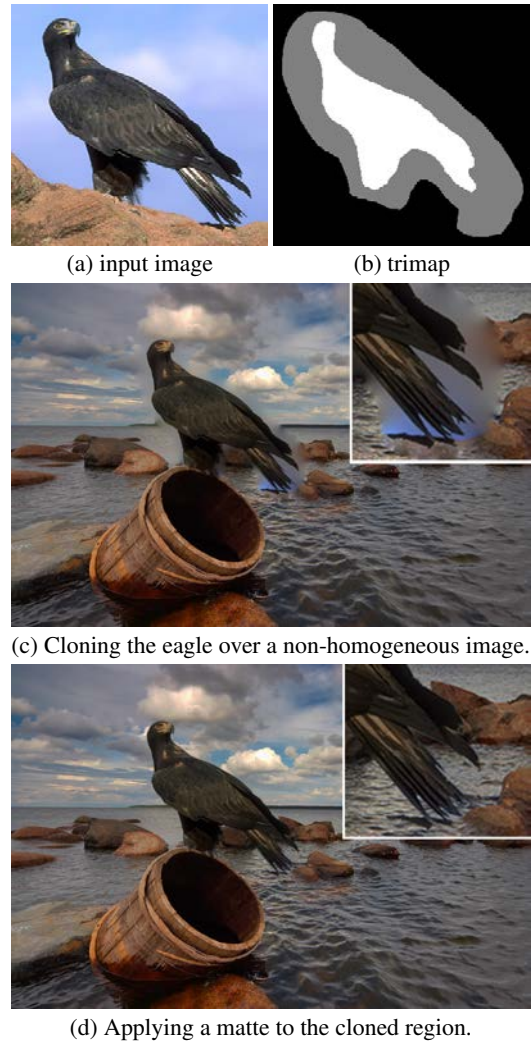 (a) input image
(b) trimap
(c) Cloning the eagle over a non-homogeneous image.
(d) Applying a matte to the cloned region.